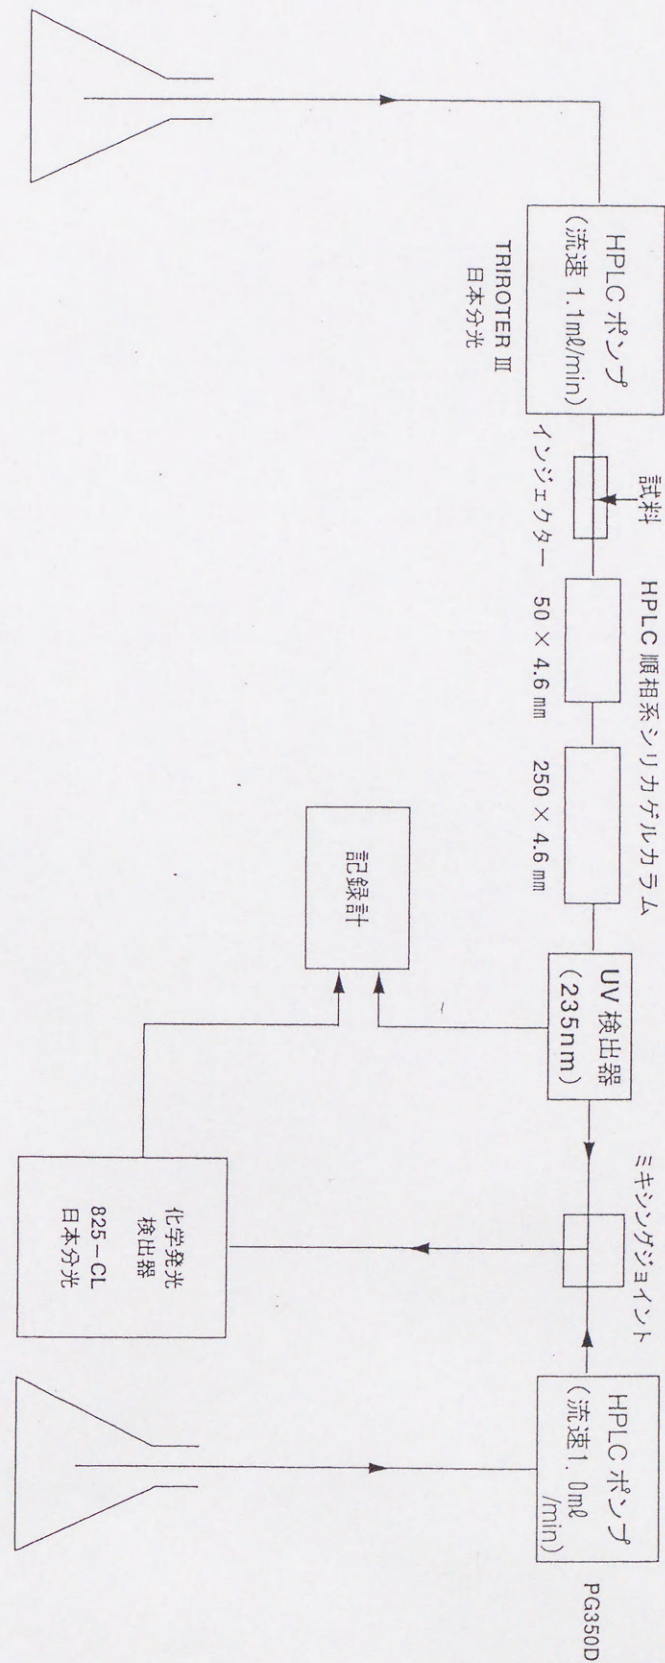 HPLC ポンプ
(流速 1.1mℓ/min)
TRIROTER Ⅲ
日本分光
試料
インジェクター
HPLC 順相系シリカゲルカラム
50 × 4.6 mm
250 × 4.6 mm
UV 検出器
(235nm)
記録計
ミキシングジョイント
化学発光
検出器
825-CL
日本分光
HPLC ポンプ
(流速1.0mℓ
/min)
PG350D